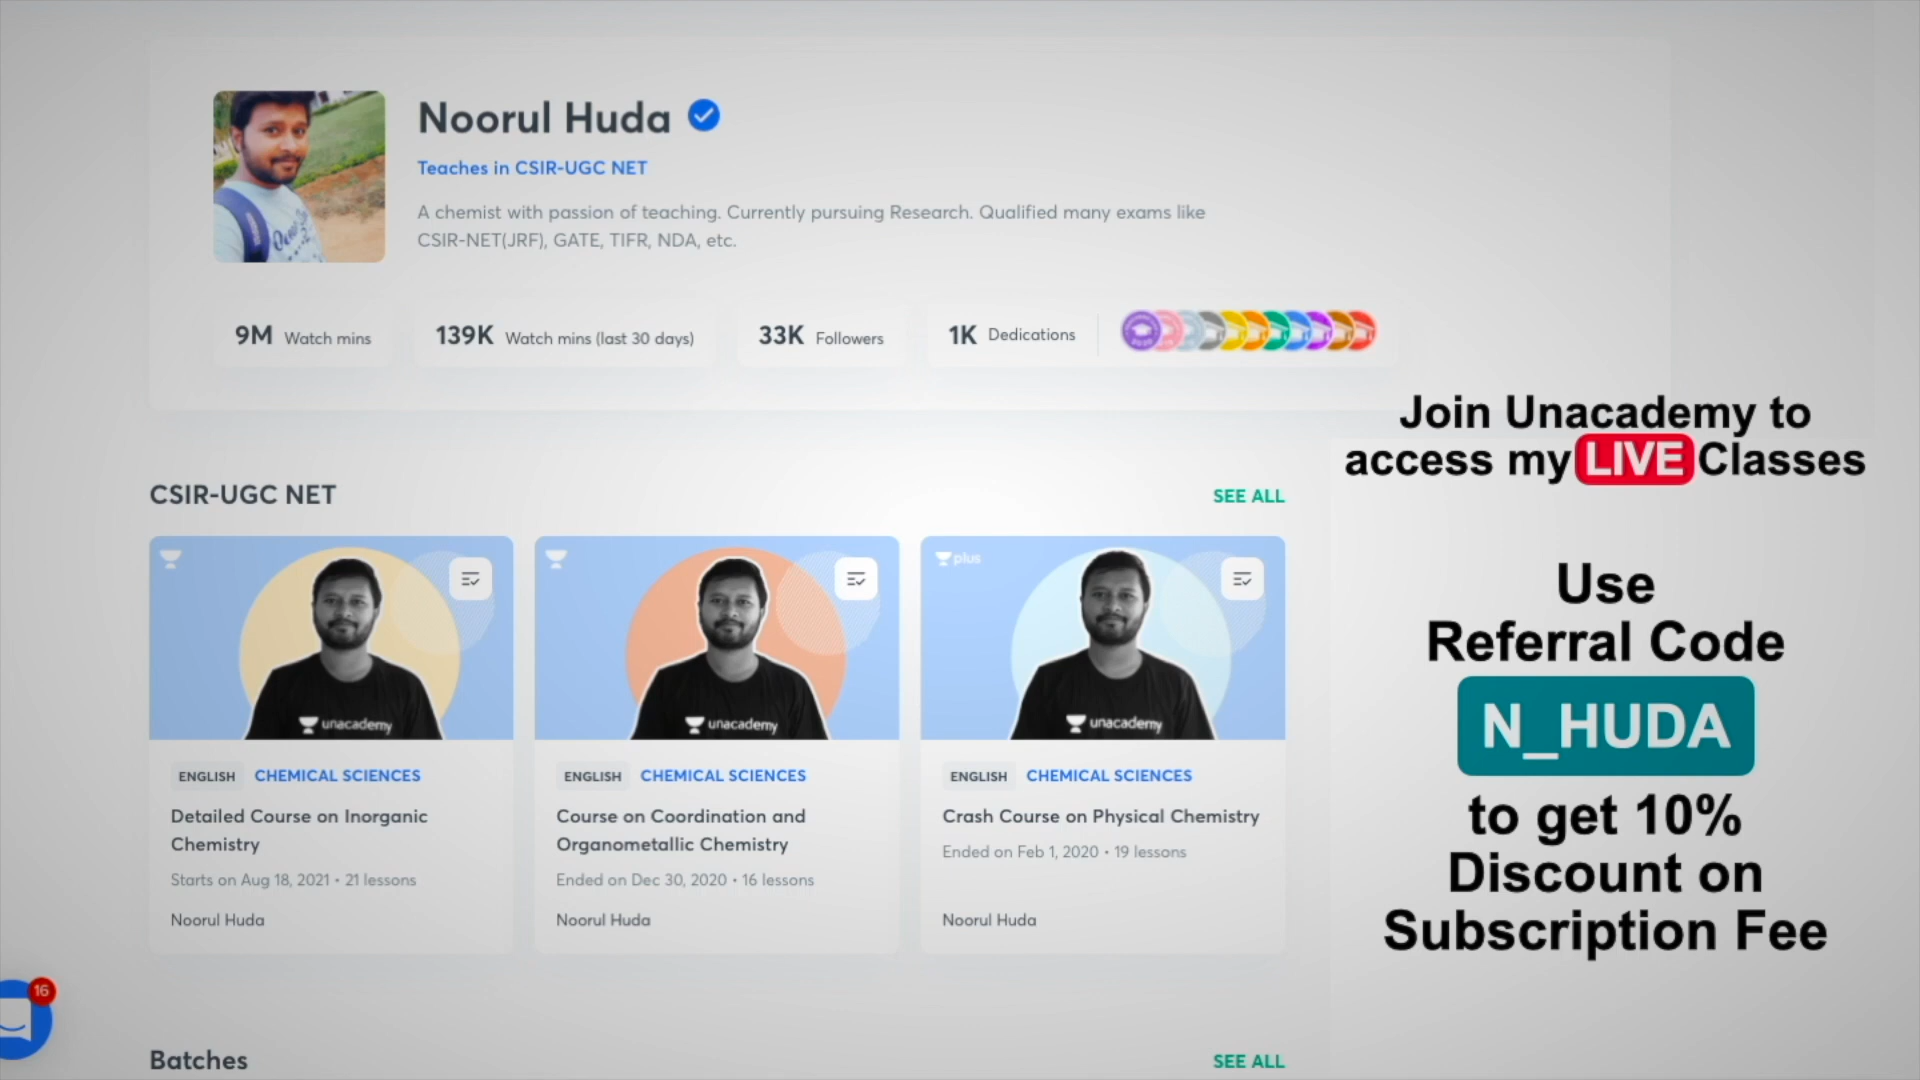 Noorul Huda
Teaches in CSIR-UGC NET
A chemist with passion of teaching. Currently pursuing Research. Qualified many exams like
CSIR-NET(JRF), GATE, TIFR, NDA, etc.
9M Watch mins
139K Watch mins (last 30 days)
33K Followers
1K Dedications
Join Unacademy to
access my LIVE Classes
Use
Referral Code
N_HUDA
to get 10%
Discount on
Subscription Fee
CSIR-UGC NET
SEE ALL
unacademy
ENGLISH CHEMICAL SCIENCES
Detailed Course on Inorganic
Chemistry
Starts on Aug 18, 2021 • 21 lessons
Noorul Huda
unacademy
ENGLISH CHEMICAL SCIENCES
Course on Coordination and
Organometallic Chemistry
Ended on Dec 30, 2020 • 16 lessons
Noorul Huda
plus
unacademy
ENGLISH CHEMICAL SCIENCES
Crash Course on Physical Chemistry
Ended on Feb 1, 2020 • 19 lessons
Noorul Huda
16
Batches
SEE ALL